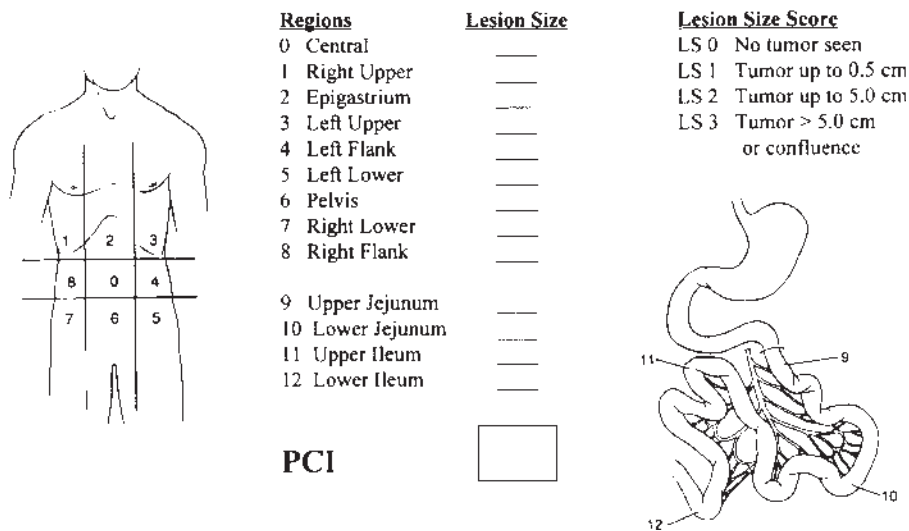 Regions
0 Central
1 Right Upper
2 Epigastrium
3 Left Upper
4 Left Flank
5 Left Lower
6 Pelvis
7 Right Lower
8 Right Flank
9 Upper Jejunum
10 Lower Jejunum
11 Upper Ileum
12 Lower Ileum
PCI
Lesion Size
Lesion Size Score
LS 0 No tumor seen
LS 1 Tumor up to 0.5 cm
LS 2 Tumor up to 5.0 cm
LS 3 Tumor > 5.0 cm
or confluence
1 2 3
8 0 4
7 6 5
11 9
10
12